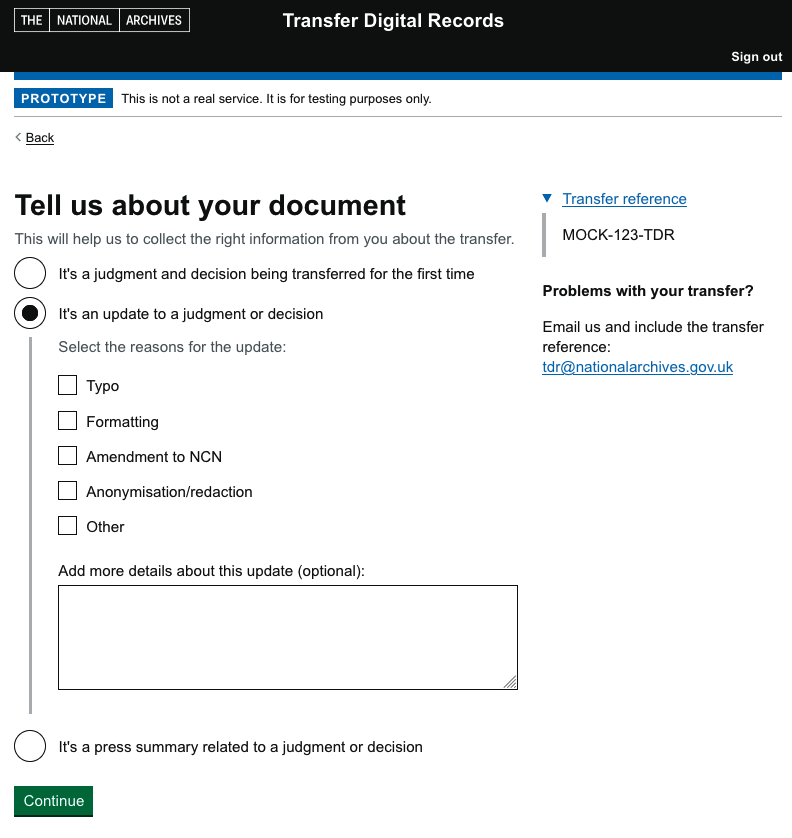 THE NATIONAL ARCHIVES
Transfer Digital Records
Sign out
PROTOTYPE This is not a real service. It is for testing purposes only.
Back
Tell us about your document
This will help us to collect the right information from you about the transfer.
It's a judgment and decision being transferred for the first time
It's an update to a judgment or decision
Select the reasons for the update:
Typo
Formatting
Amendment to NCN
Anonymisation/redaction
Other
Add more details about this update (optional):
It's a press summary related to a judgment or decision
Continue
Transfer reference
MOCK-123-TDR
Problems with your transfer?
Email us and include the transfer
reference:
tdr@nationalarchives.gov.uk